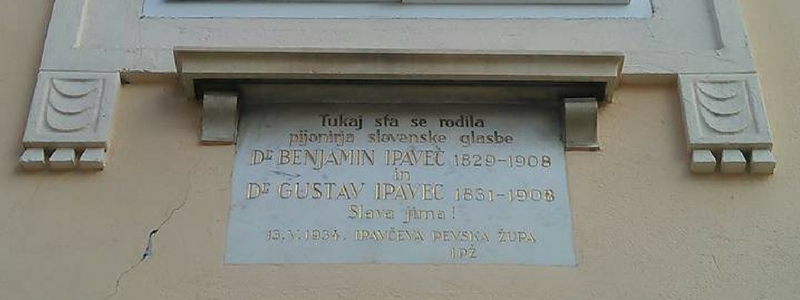 Tukaj sta se rodila
pijonirja slovenske glasbe
Dr BENJAMIN IPAVEC 1829-1908
in
Dr GUSTAV IPAVEC 1831-1908
Slava jima!
13.V.1934. IPAVČEVA PEVSKA ŽUPA
IPŽ